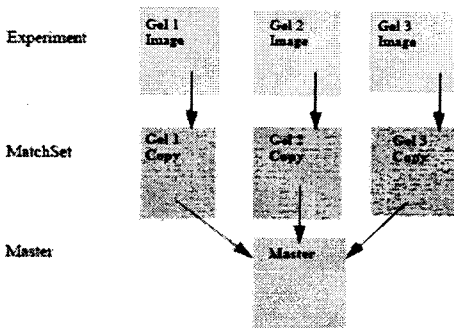 Experiment
Gel 1
Image
Gel 2
Image
Gel 3
Image
MatchSet
Gel 1
Copy
Gel 2
Copy
Gel 3
Copy
Master
Master